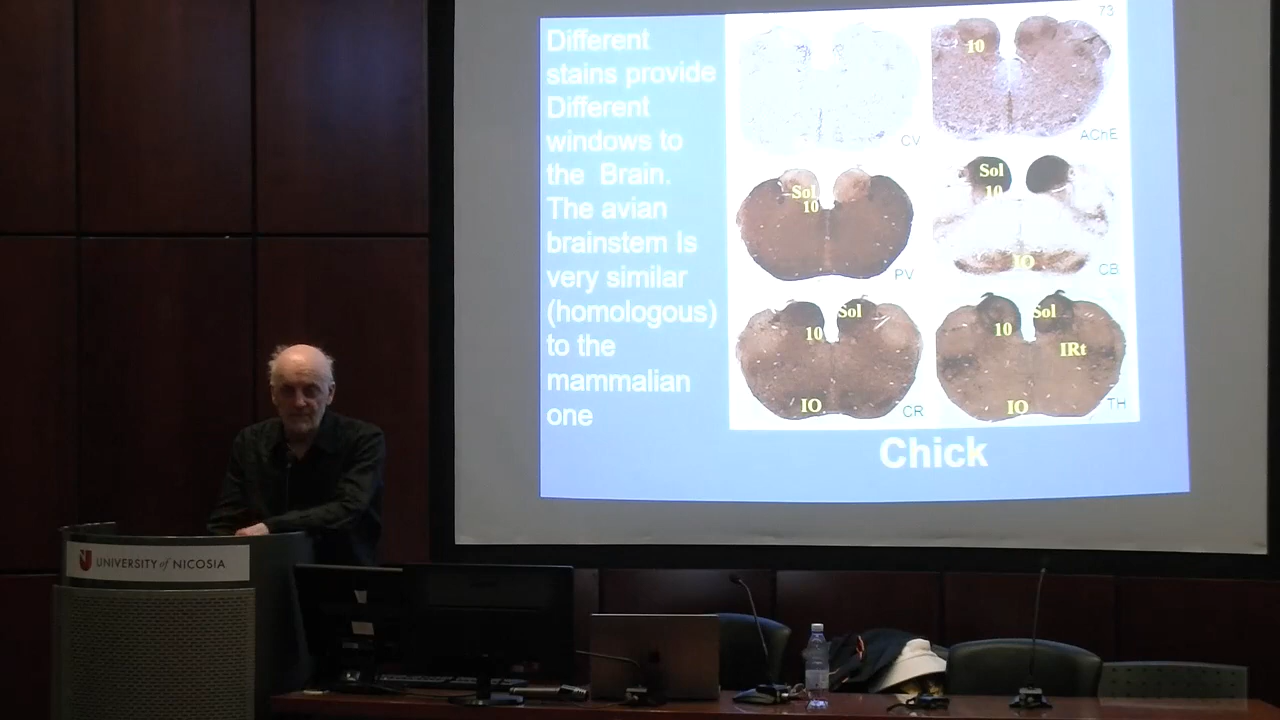 Different
stains provide
Different
windows to
the Brain.
The avian
brainstem is
very similar
(homologous)
to the
mammalian
one
73
10
CV
AChE
Sol
10
PV
Sol
10
IO
CB
Sol
10
IO
CR
Sol
10
IRt
IO
TH
Chick
UNIVERSITY of NICOSIA